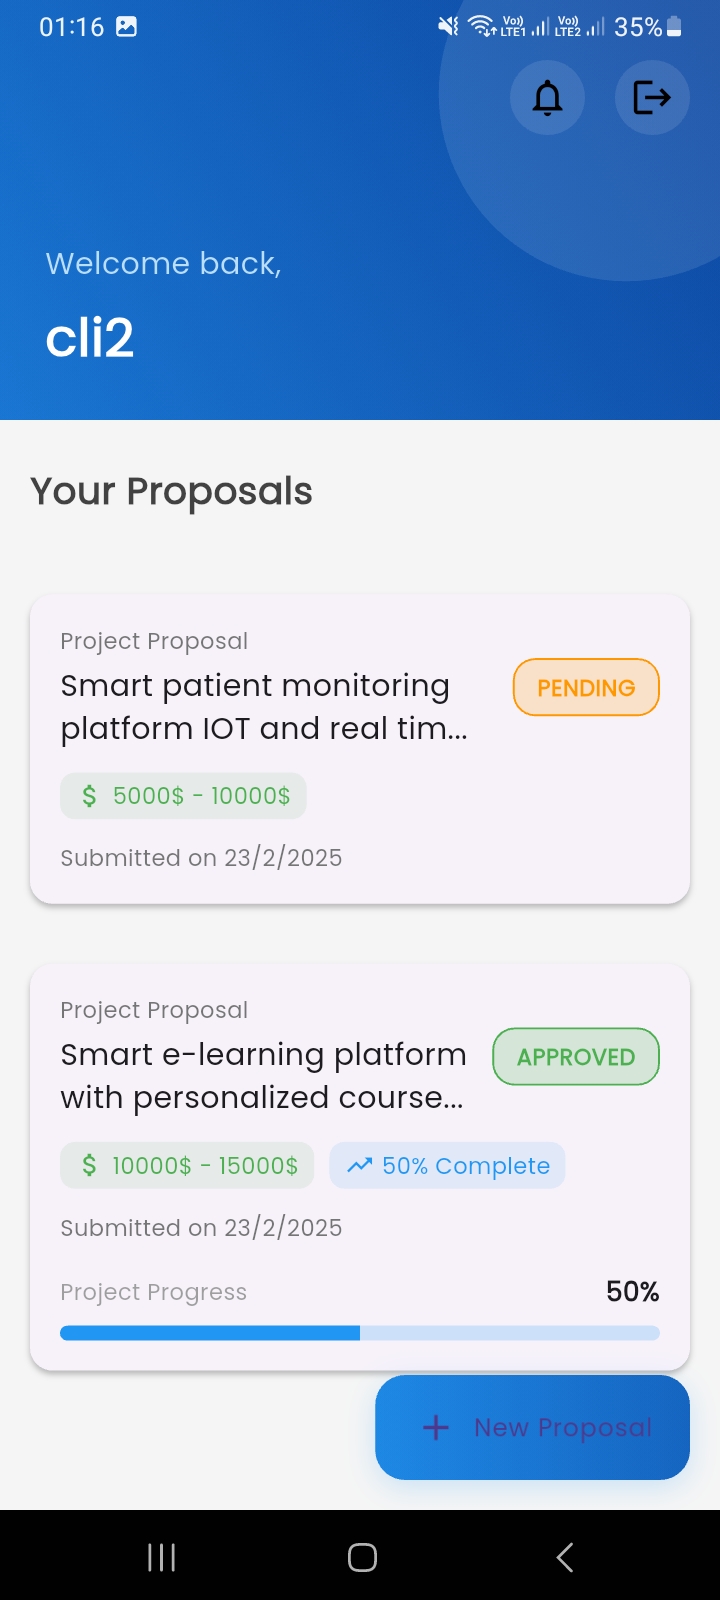 01:16
Vo)) LTE1 Vo)) LTE2 35%
Welcome back,
cli2
Your Proposals
Project Proposal
Smart patient monitoring
platform IOT and real tim...
PENDING
$ 5000$ - 10000$
Submitted on 23/2/2025
Project Proposal
Smart e-learning platform
with personalized course...
APPROVED
$ 10000$ - 15000$
50% Complete
Submitted on 23/2/2025
Project Progress
50%
+ New Proposal